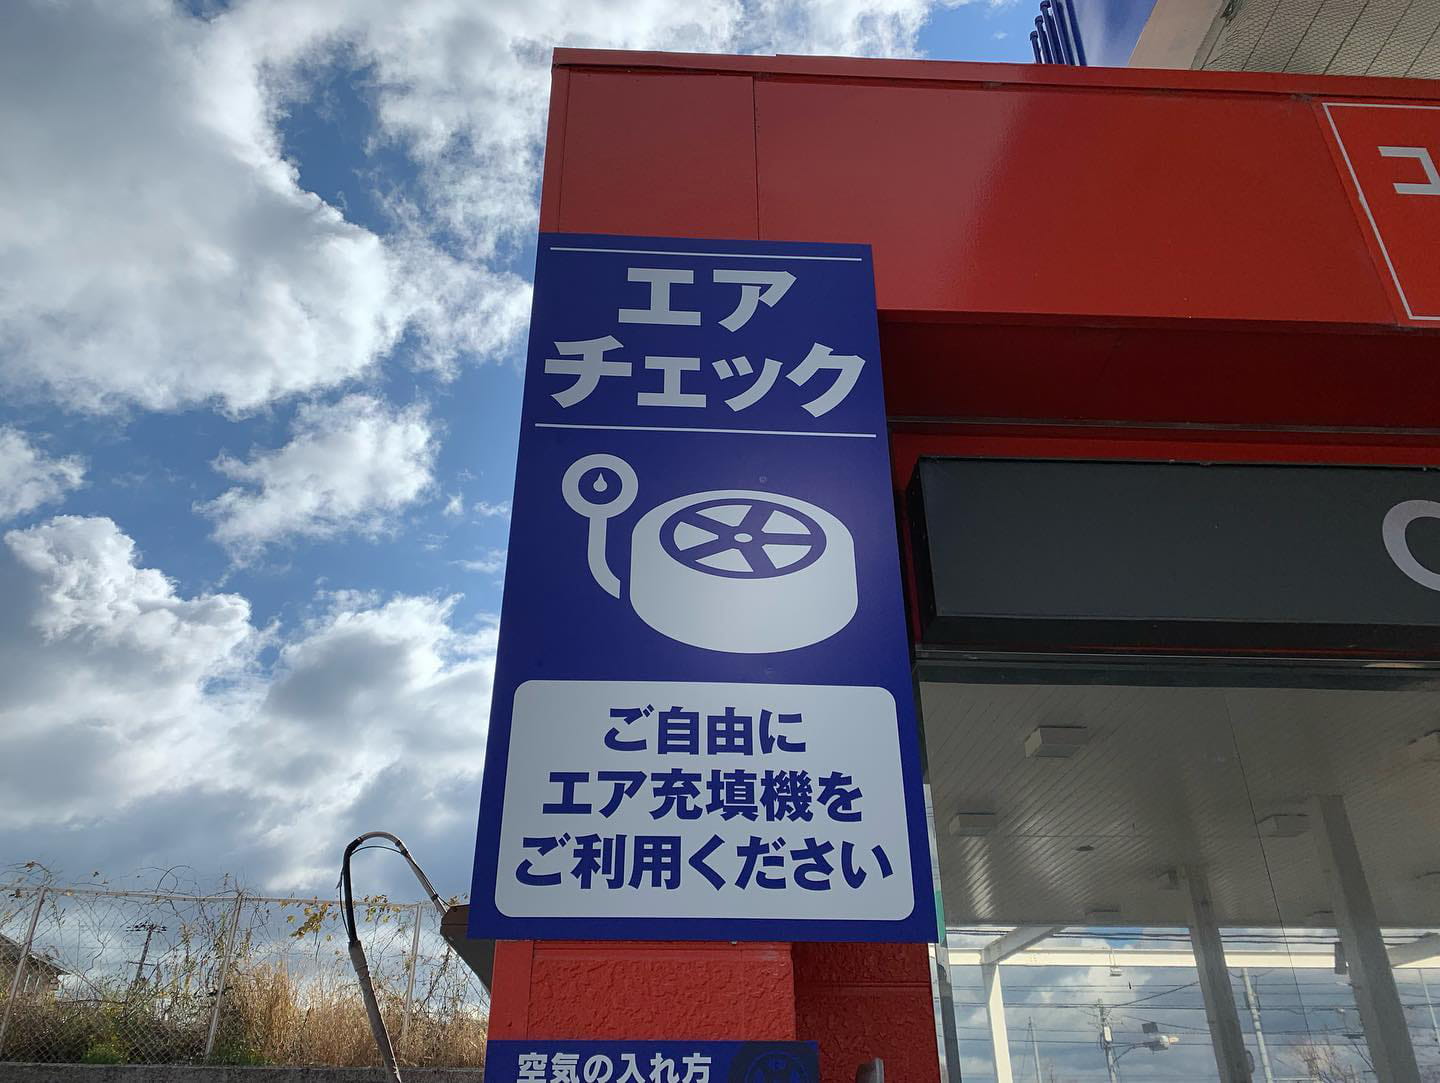 エア
チェック
ご自由に
エア充填機を
ご利用ください
空気の入れ方
コ